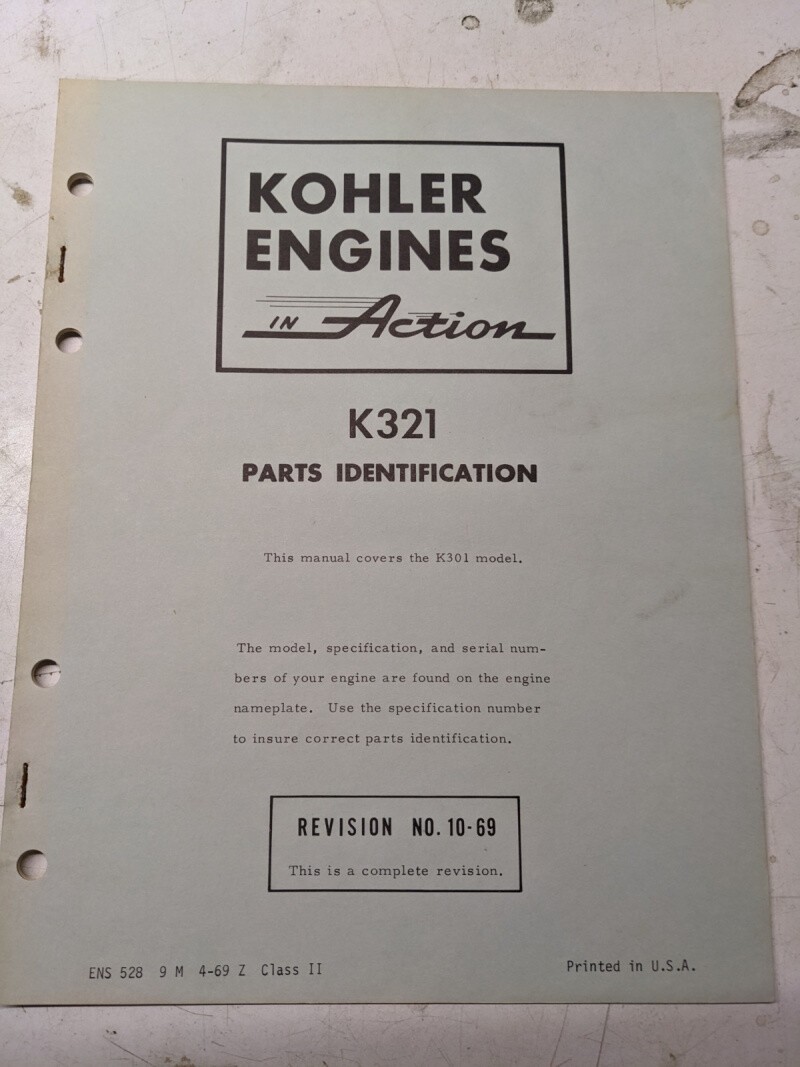 KOHLER
ENGINES
IN Action
K321
PARTS IDENTIFICATION
This manual covers the K301 model.
The model, specification, and serial num-
bers of your engine are found on the engine
nameplate. Use the specification number
to insure correct parts identification.
REVISION NO. 10-69
This is a complete revision.
ENS 528 9 M 4-69 Z Class II
Printed in U.S.A.